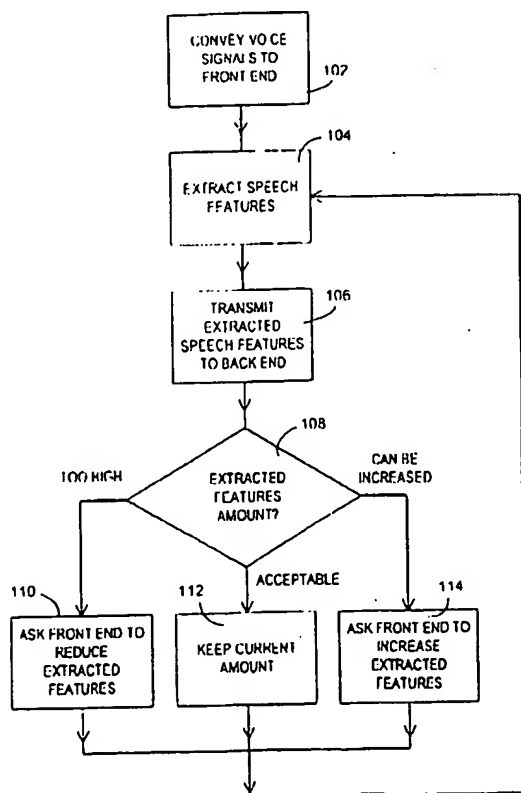 CONVEY VOICE
SIGNALS TO
FRONT END
102
104
EXTRACT SPEECH
FEATURES
TRANSMIT
EXTRACTED
SPEECH FEATURES
TO BACK END
106
108
TOO HIGH
EXTRACTED
FEATURES
AMOUNT?
CAN BE
INCREASED
ACCEPTABLE
110
ASK FRONT END TO
REDUCE
EXTRACTED
FEATURES
112
KEEP CURRENT
AMOUNT
114
ASK FRONT END TO
INCREASE
EXTRACTED
FEATURES